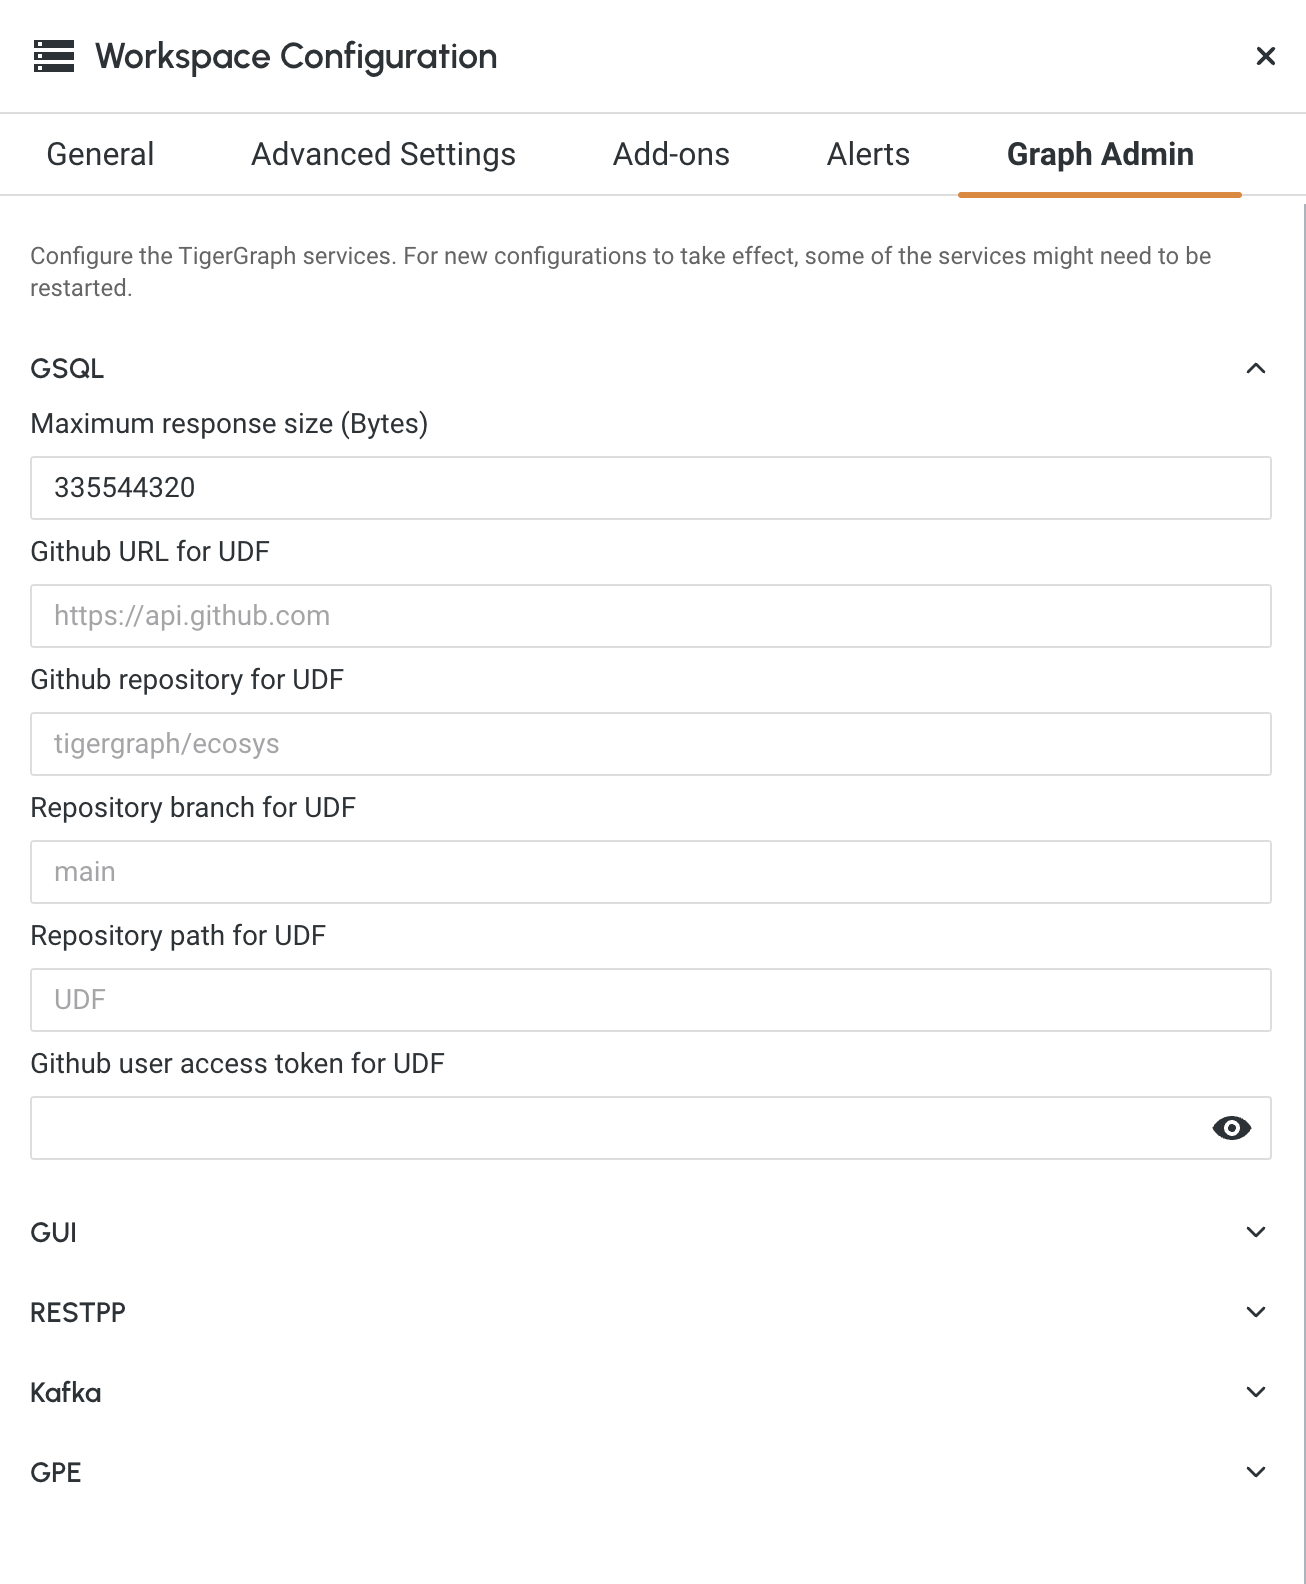 Workspace Configuration
General
Advanced Settings
Add-ons
Alerts
Graph Admin
Configure the TigerGraph services. For new configurations to take effect, some of the services might need to be
restarted.
GSQL
Maximum response size (Bytes)
335544320
Github URL for UDF
https://api.github.com
Github repository for UDF
tigergraph/ecosys
Repository branch for UDF
main
Repository path for UDF
UDF
Github user access token for UDF
GUI
RESTPP
Kafka
GPE